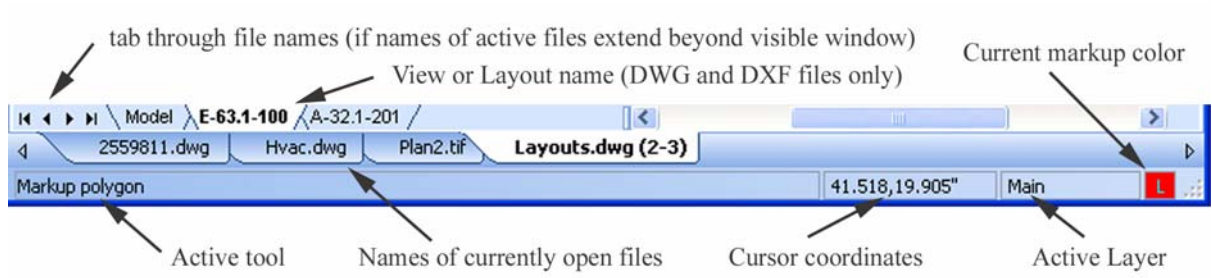 tab through file names (if names of active files extend beyond visible window)
Current markup color
View or Layout name (DWG and DXF files only)
Model E-63.1-100 A-32.1-201
2559811.dwg Hvac.dwg Plan2.tif Layouts.dwg (2-3)
Markup polygon 41.518,19.905" Main L
Active tool Names of currently open files Cursor coordinates Active Layer